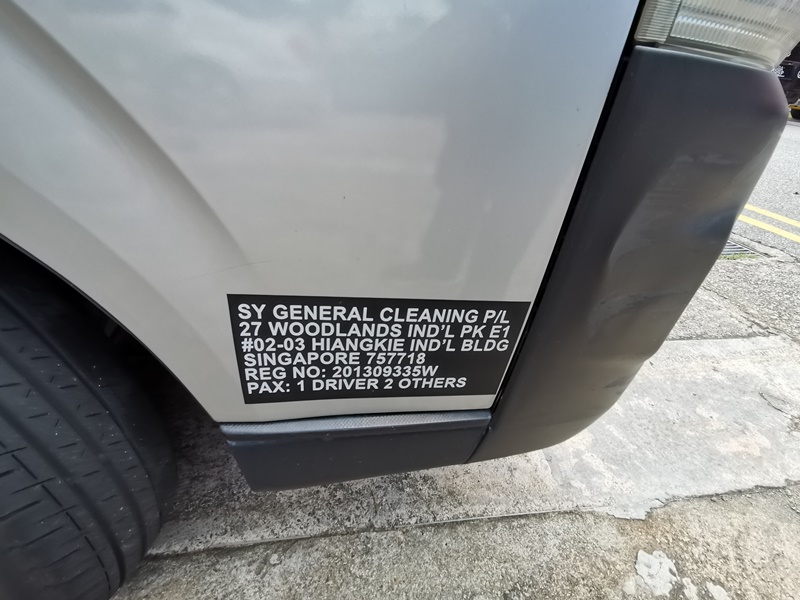 SY GENERAL CLEANING P/L
27 WOODLANDS IND'L PK E1
#02-03 HIANGKIE IND'L BLDG
SINGAPORE 757718
REG NO: 201309335W
PAX: 1 DRIVER 2 OTHERS